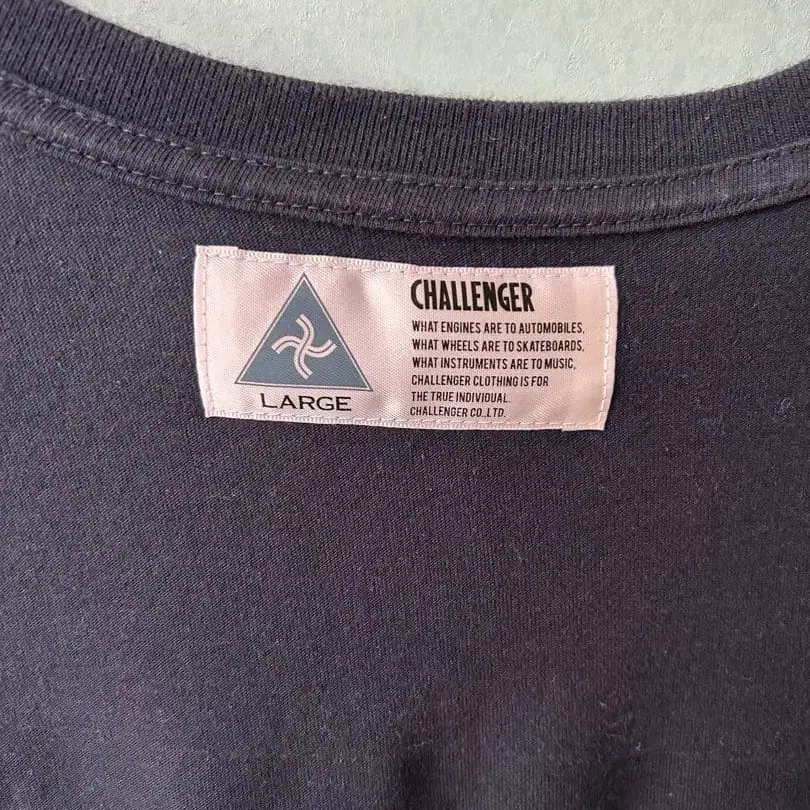 CHALLENGER
WHAT ENGINES ARE TO AUTOMOBILES,
WHAT WHEELS ARE TO SKATEBOARDS,
WHAT INSTRUMENTS ARE TO MUSIC,
CHALLENGER CLOTHING IS FOR
THE TRUE INDIVIDUAL.
CHALLENGER CO.,LTD.
LARGE